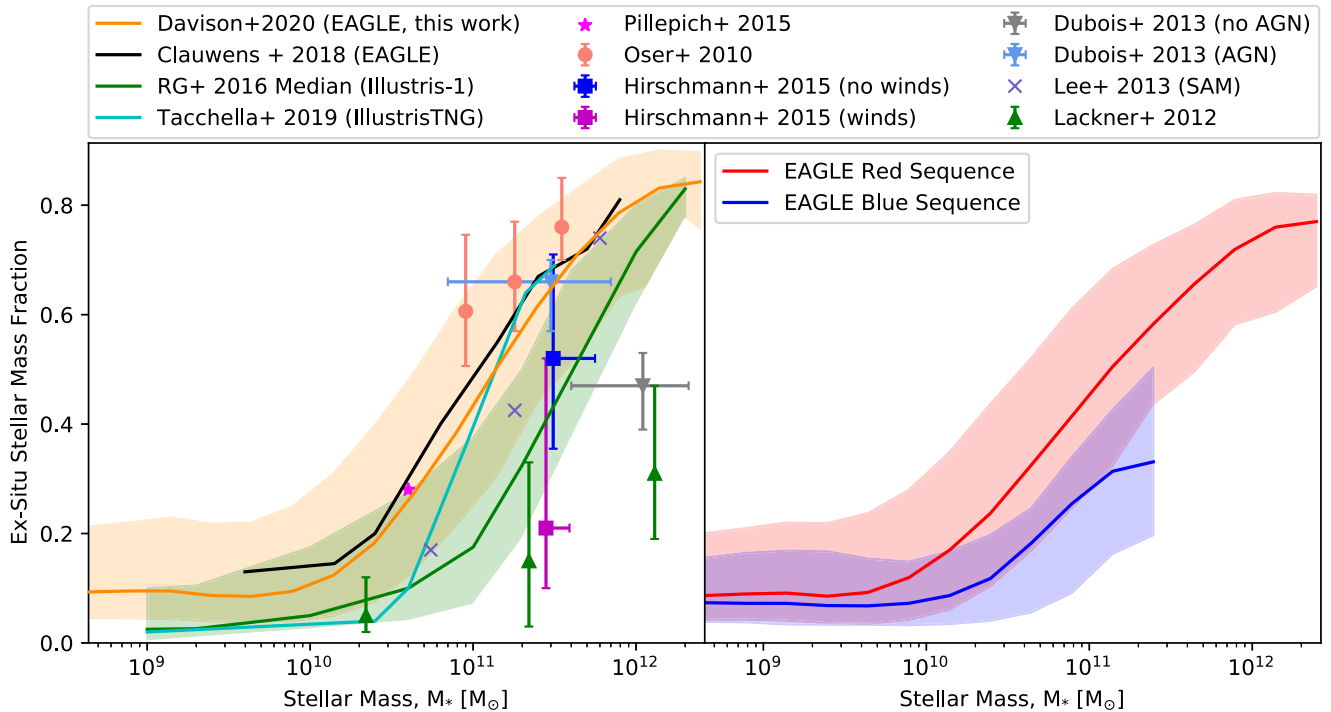 Davison+2020 (EAGLE, this work)
Clauwens + 2018 (EAGLE)
RG+ 2016 Median (Illustris-1)
Tacchella+ 2019 (IllustrisTNG)
Pillepich+ 2015
Oser+ 2010
Hirschmann+ 2015 (no winds)
Hirschmann+ 2015 (winds)
Dubois+ 2013 (no AGN)
Dubois+ 2013 (AGN)
Lee+ 2013 (SAM)
Lackner+ 2012
EAGLE Red Sequence
EAGLE Blue Sequence
Ex-Situ Stellar Mass Fraction
0.8
0.6
0.4
0.2
0.0
10⁹ 10¹⁰ 10¹¹ 10¹²
10⁹ 10¹⁰ 10¹¹ 10¹²
Stellar Mass, M* [M☉]
Stellar Mass, M* [M☉]